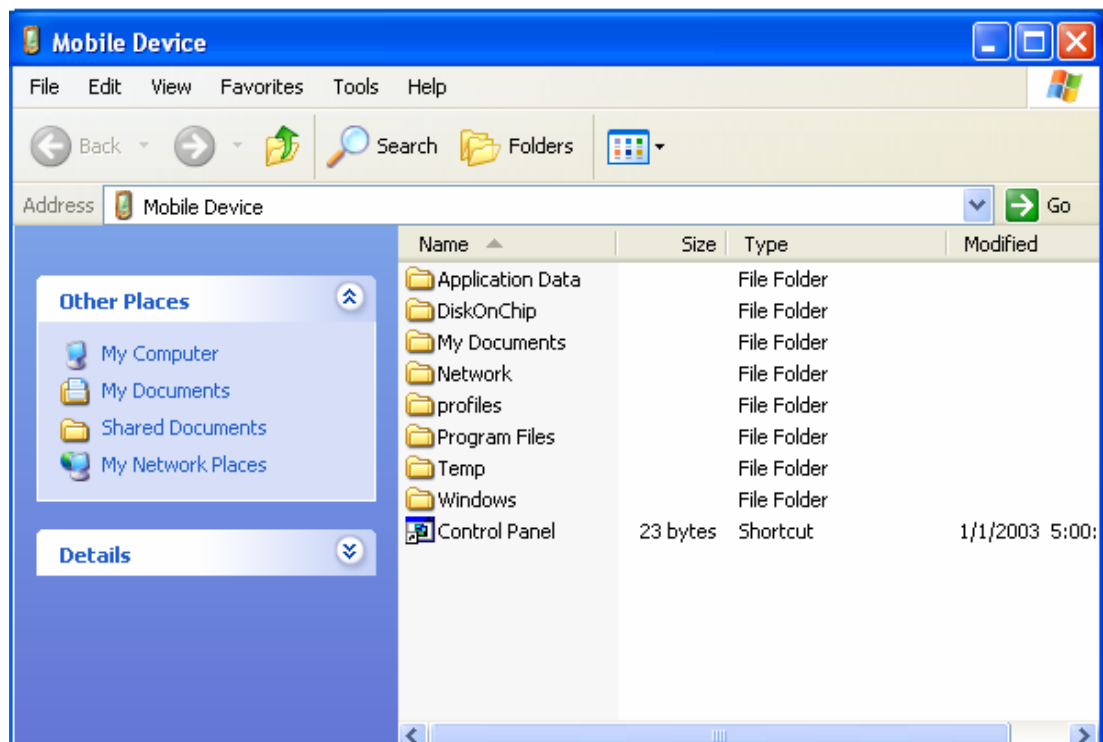 Mobile Device
File Edit View Favorites Tools Help
Back Search Folders
Address Mobile Device Go
Name Size Type Modified
Other Places
My Computer
My Documents
Shared Documents
My Network Places
Details
Application Data File Folder
DiskOnChip File Folder
My Documents File Folder
Network File Folder
profiles File Folder
Program Files File Folder
Temp File Folder
Windows File Folder
Control Panel 23 bytes Shortcut 1/1/2003 5:00: